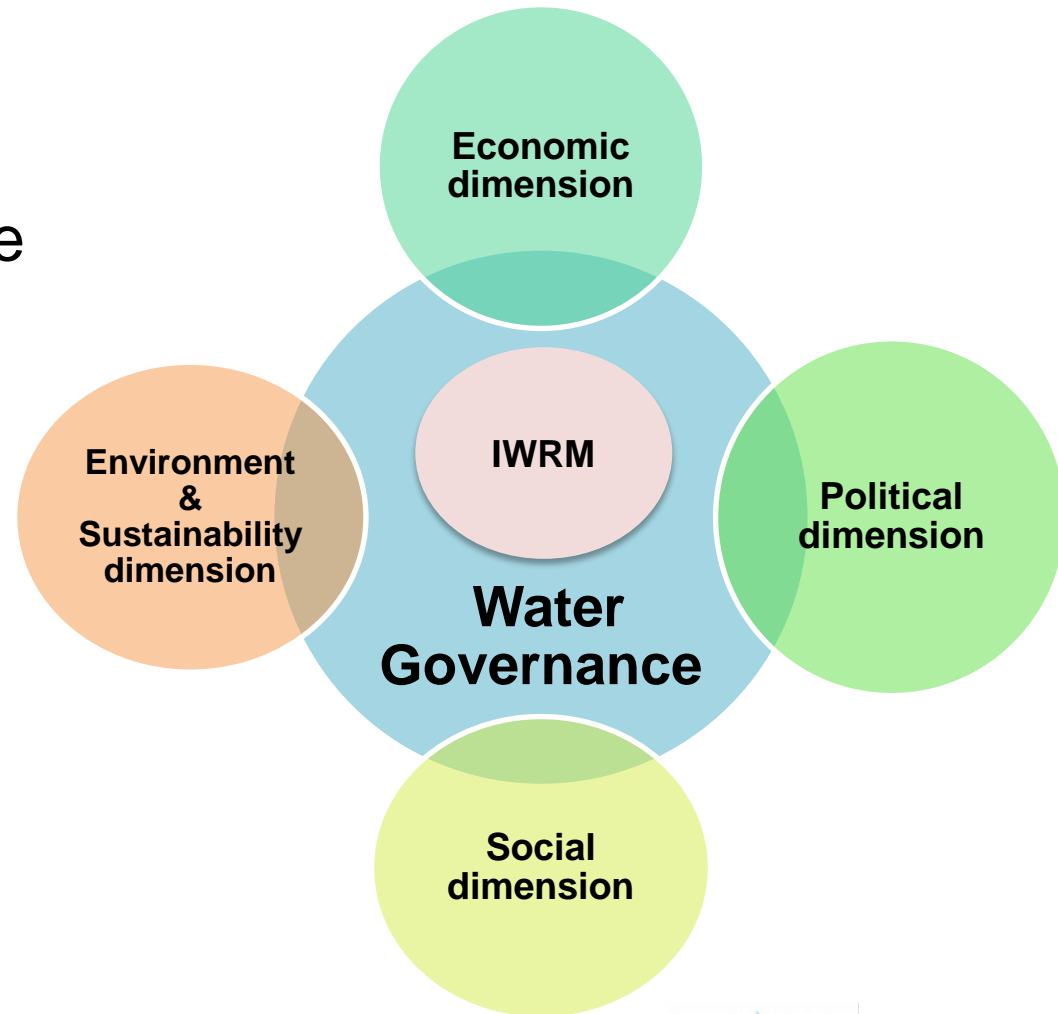 Economic
dimension
e
Environment
&
Sustainability
dimension
IWRM
Political
dimension
Water
Governance
Social
dimension